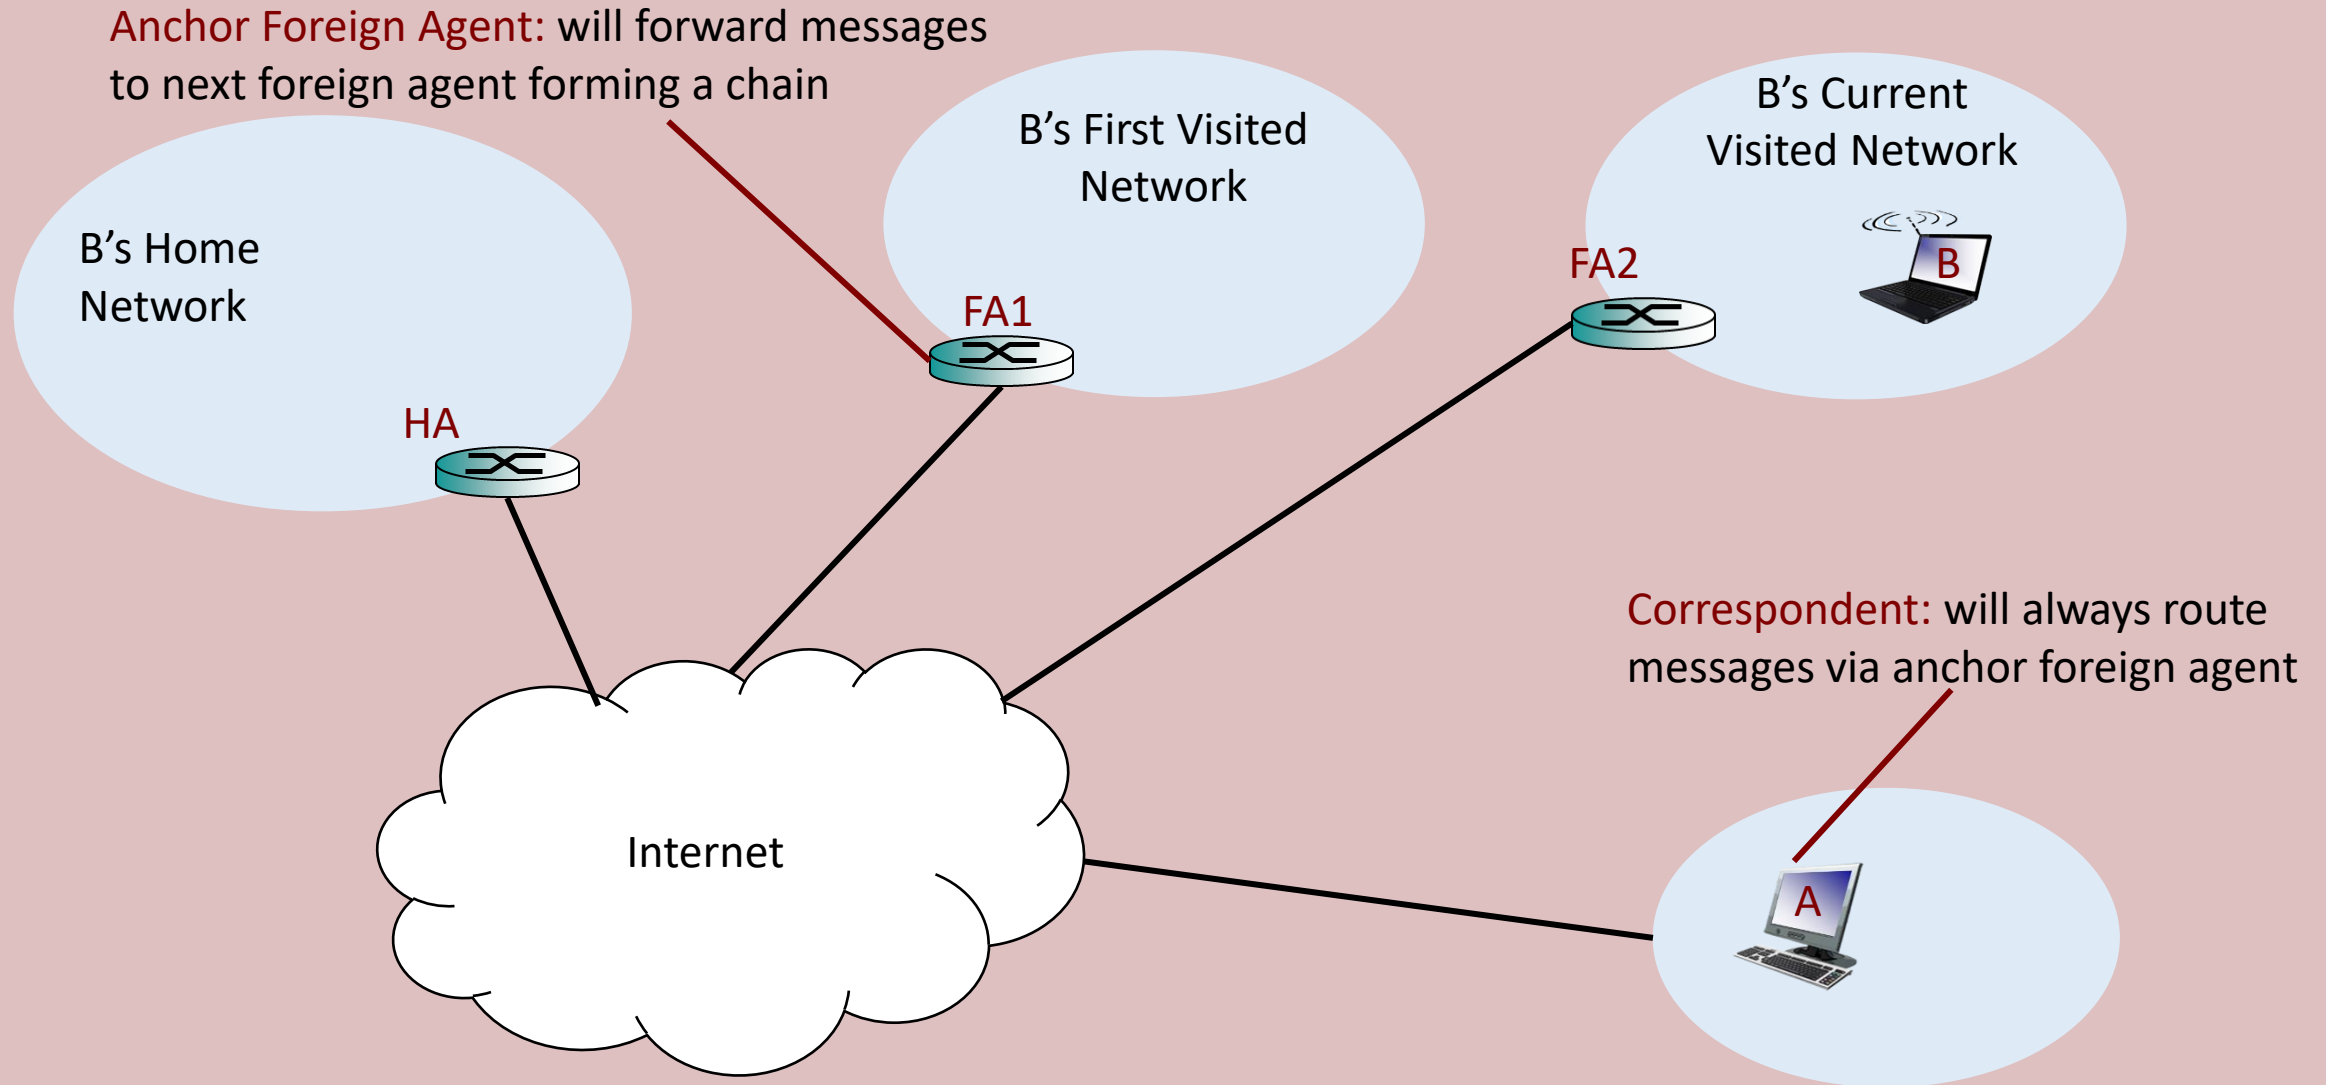 Anchor Foreign Agent: will forward messages
to next foreign agent forming a chain
B’s Home
Network
HA
B’s First Visited
Network
FA1
B’s Current
Visited Network
FA2
B
Correspondent: will always route
messages via anchor foreign agent
A
Internet